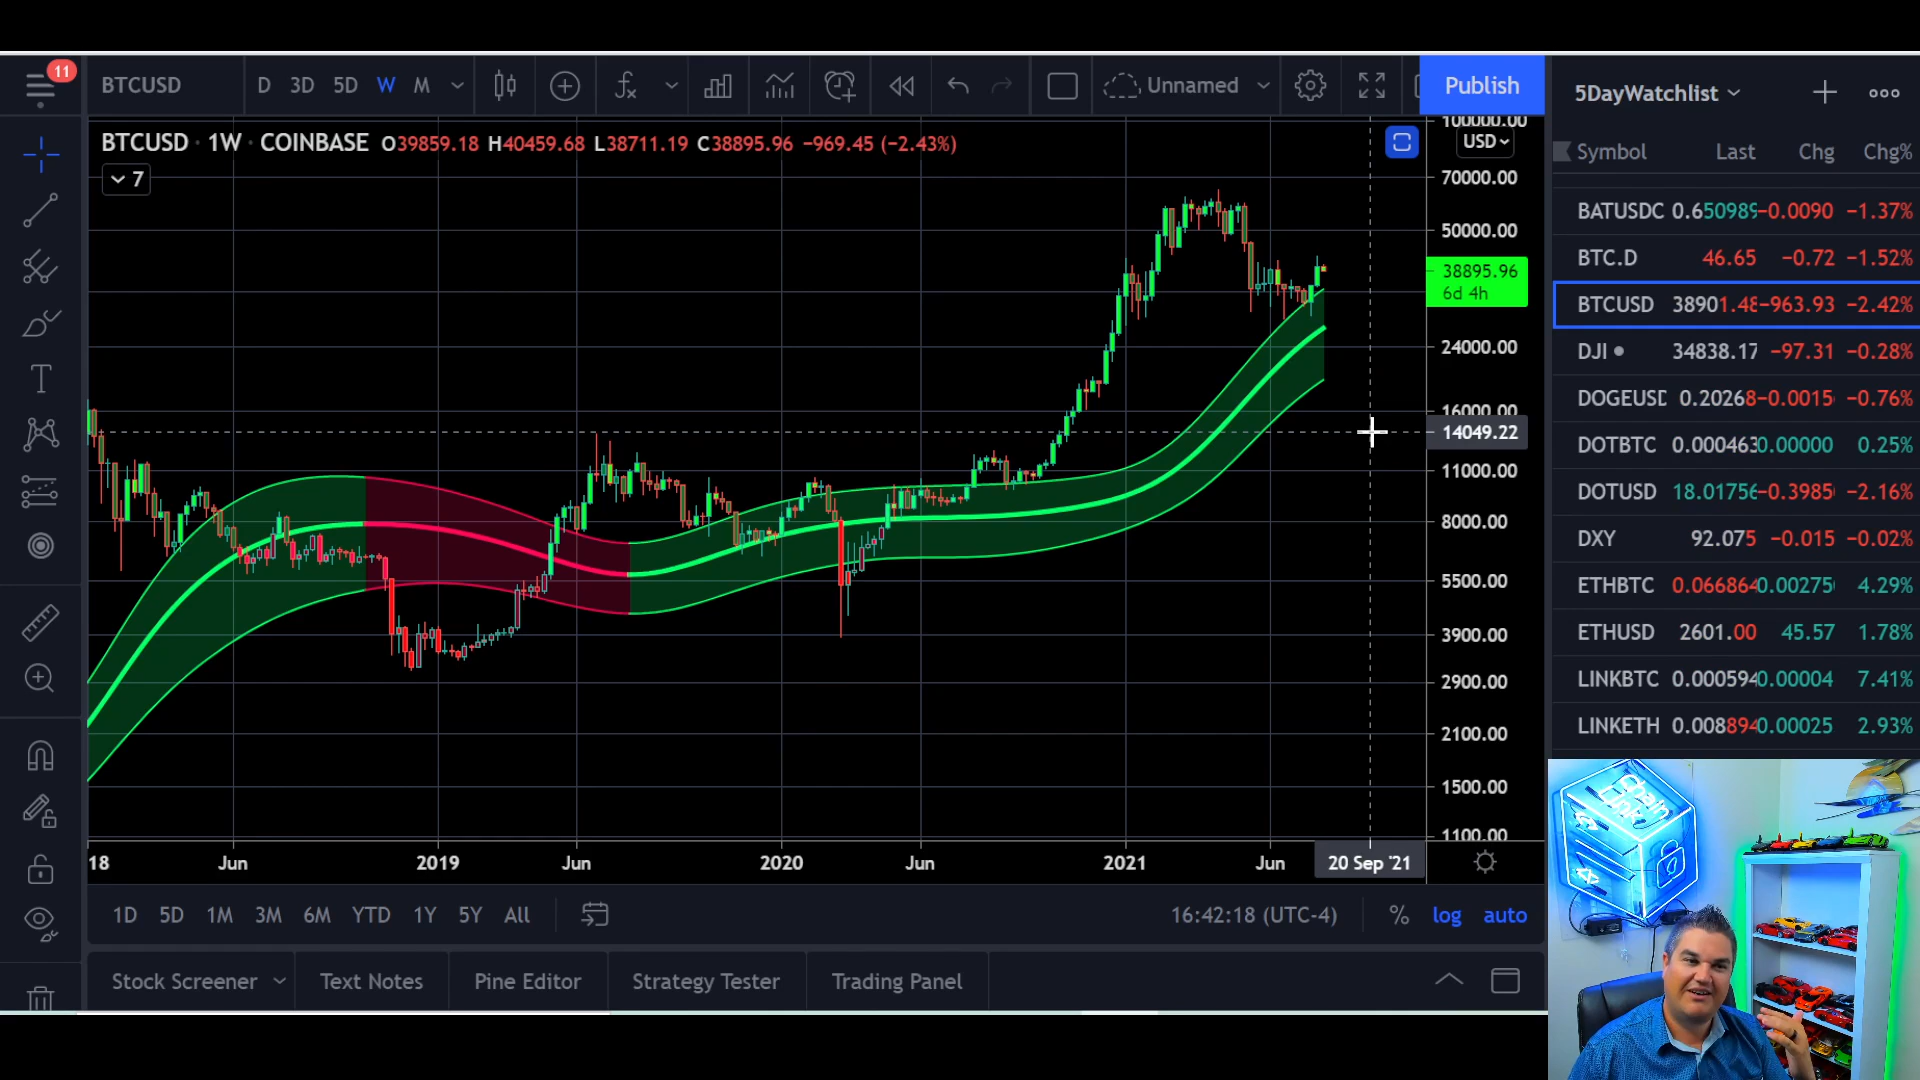 11
BTCUSD D 3D 5D W M Unnamed Publish
BTCUSD · 1W · COINBASE O39859.18 H40459.68 L38711.19 C38895.96 −969.45 (−2.43%)
7
USD
100000.00
70000.00
50000.00
38895.96
6d 4h
24000.00
16000.00
14049.22
11000.00
8000.00
5500.00
3900.00
2900.00
2100.00
1500.00
1100.00
18 Jun 2019 Jun 2020 Jun 2021 Jun 20 Sep '21
1D 5D 1M 3M 6M YTD 1Y 5Y All 16:42:18 (UTC-4) % log auto
Stock Screener Text Notes Pine Editor Strategy Tester Trading Panel
5DayWatchlist
Symbol Last Chg Chg%
BATUSDC 0.650989 −0.0090 −1.37%
BTC.D 46.65 −0.72 −1.52%
BTCUSD 38901.48 −963.93 −2.42%
DJI 34838.17 −97.31 −0.28%
DOGEUSD 0.20268 −0.0015 −0.76%
DOTBTC 0.000463 0.00000 0.25%
DOTUSD 18.01756 −0.3985 −2.16%
DXY 92.075 −0.015 −0.02%
ETHBTC 0.066864 0.00275 4.29%
ETHUSD 2601.00 45.57 1.78%
LINKBTC 0.000594 0.00004 7.41%
LINKETH 0.008894 0.00025 2.93%
Chain
Link